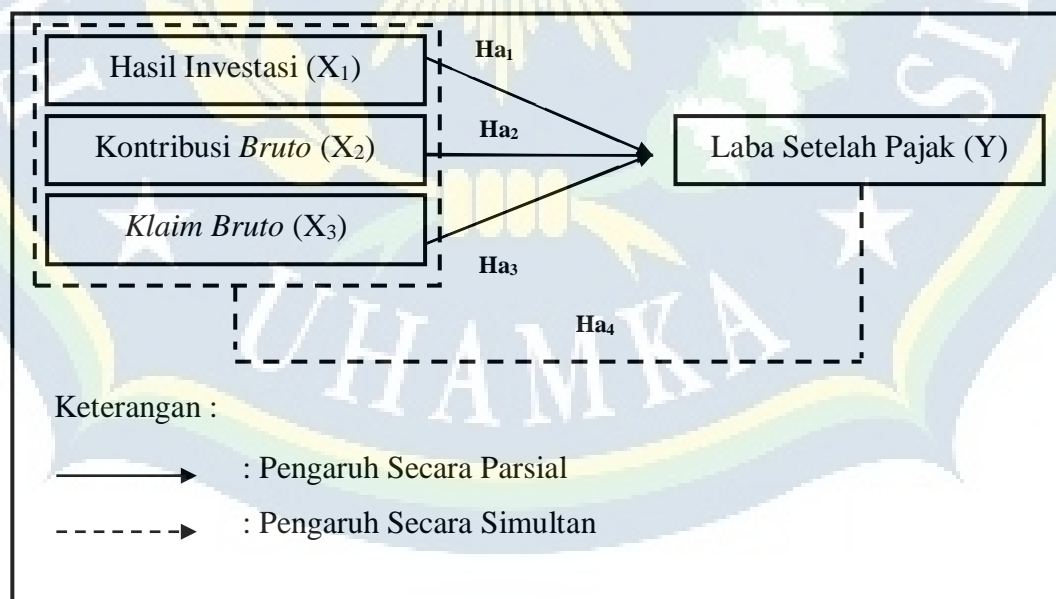 Ha₁
Hasil Investasi (X₁)
Ha₂
Kontribusi Bruto (X₂)
Laba Setelah Pajak (Y)
Klaim Bruto (X₃)
Ha₃
UHAMKA
Ha₄
Keterangan :
: Pengaruh Secara Parsial
: Pengaruh Secara Simultan